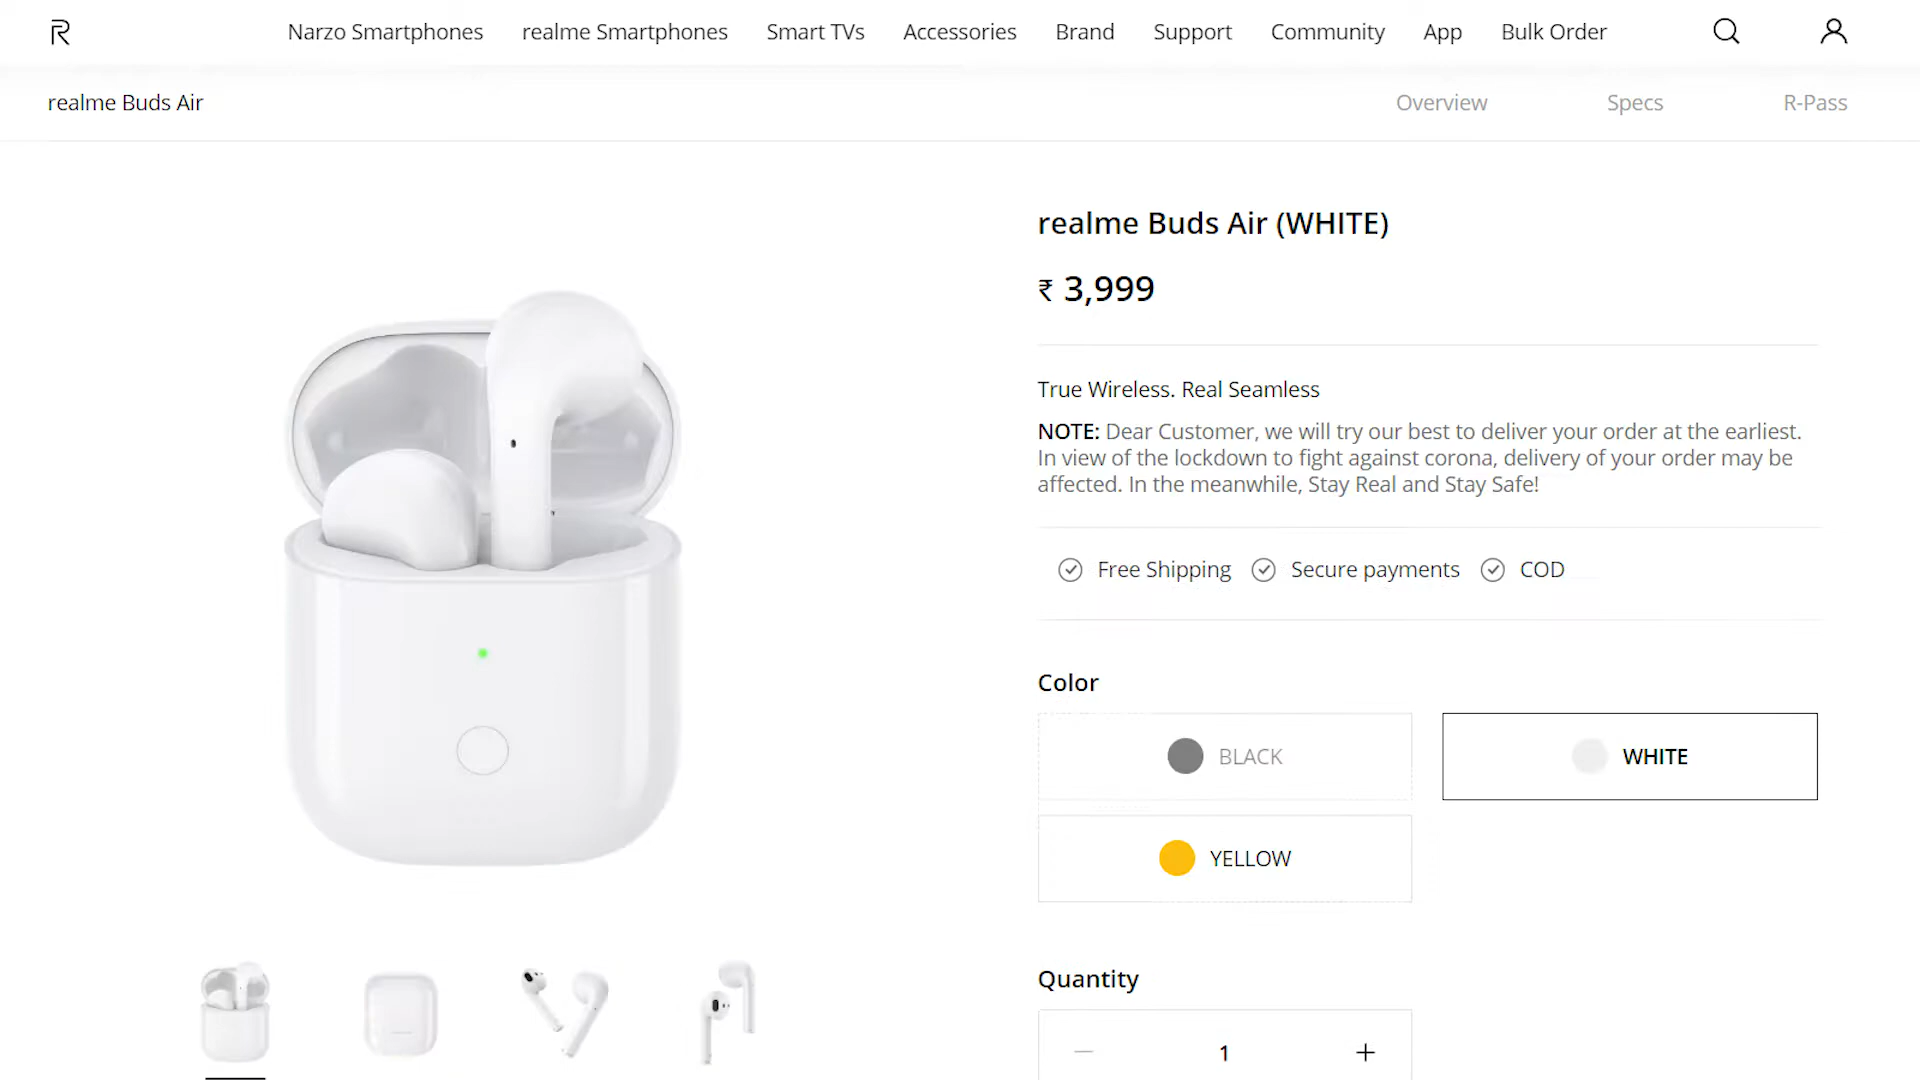 Narzo Smartphones realme Smartphones Smart TVs Accessories Brand Support Community App Bulk Order
realme Buds Air Overview Specs R-Pass
realme Buds Air (WHITE)
₹ 3,999
True Wireless. Real Seamless
NOTE: Dear Customer, we will try our best to deliver your order at the earliest.
In view of the lockdown to fight against corona, delivery of your order may be
affected. In the meanwhile, Stay Real and Stay Safe!
Free Shipping Secure payments COD
Color
BLACK WHITE
YELLOW
Quantity
1